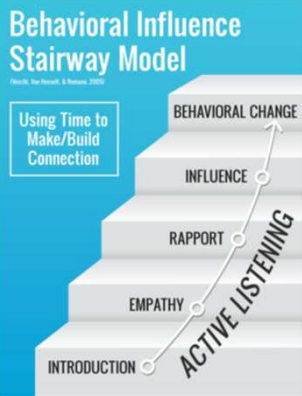 Behavioral Influence
Stairway Model
(Vecchi, Van Hasselt, & Romano, 2005)
Using Time to
Make/Build
Connection
BEHAVIORAL CHANGE
INFLUENCE
RAPPORT
EMPATHY
INTRODUCTION
ACTIVE LISTENING